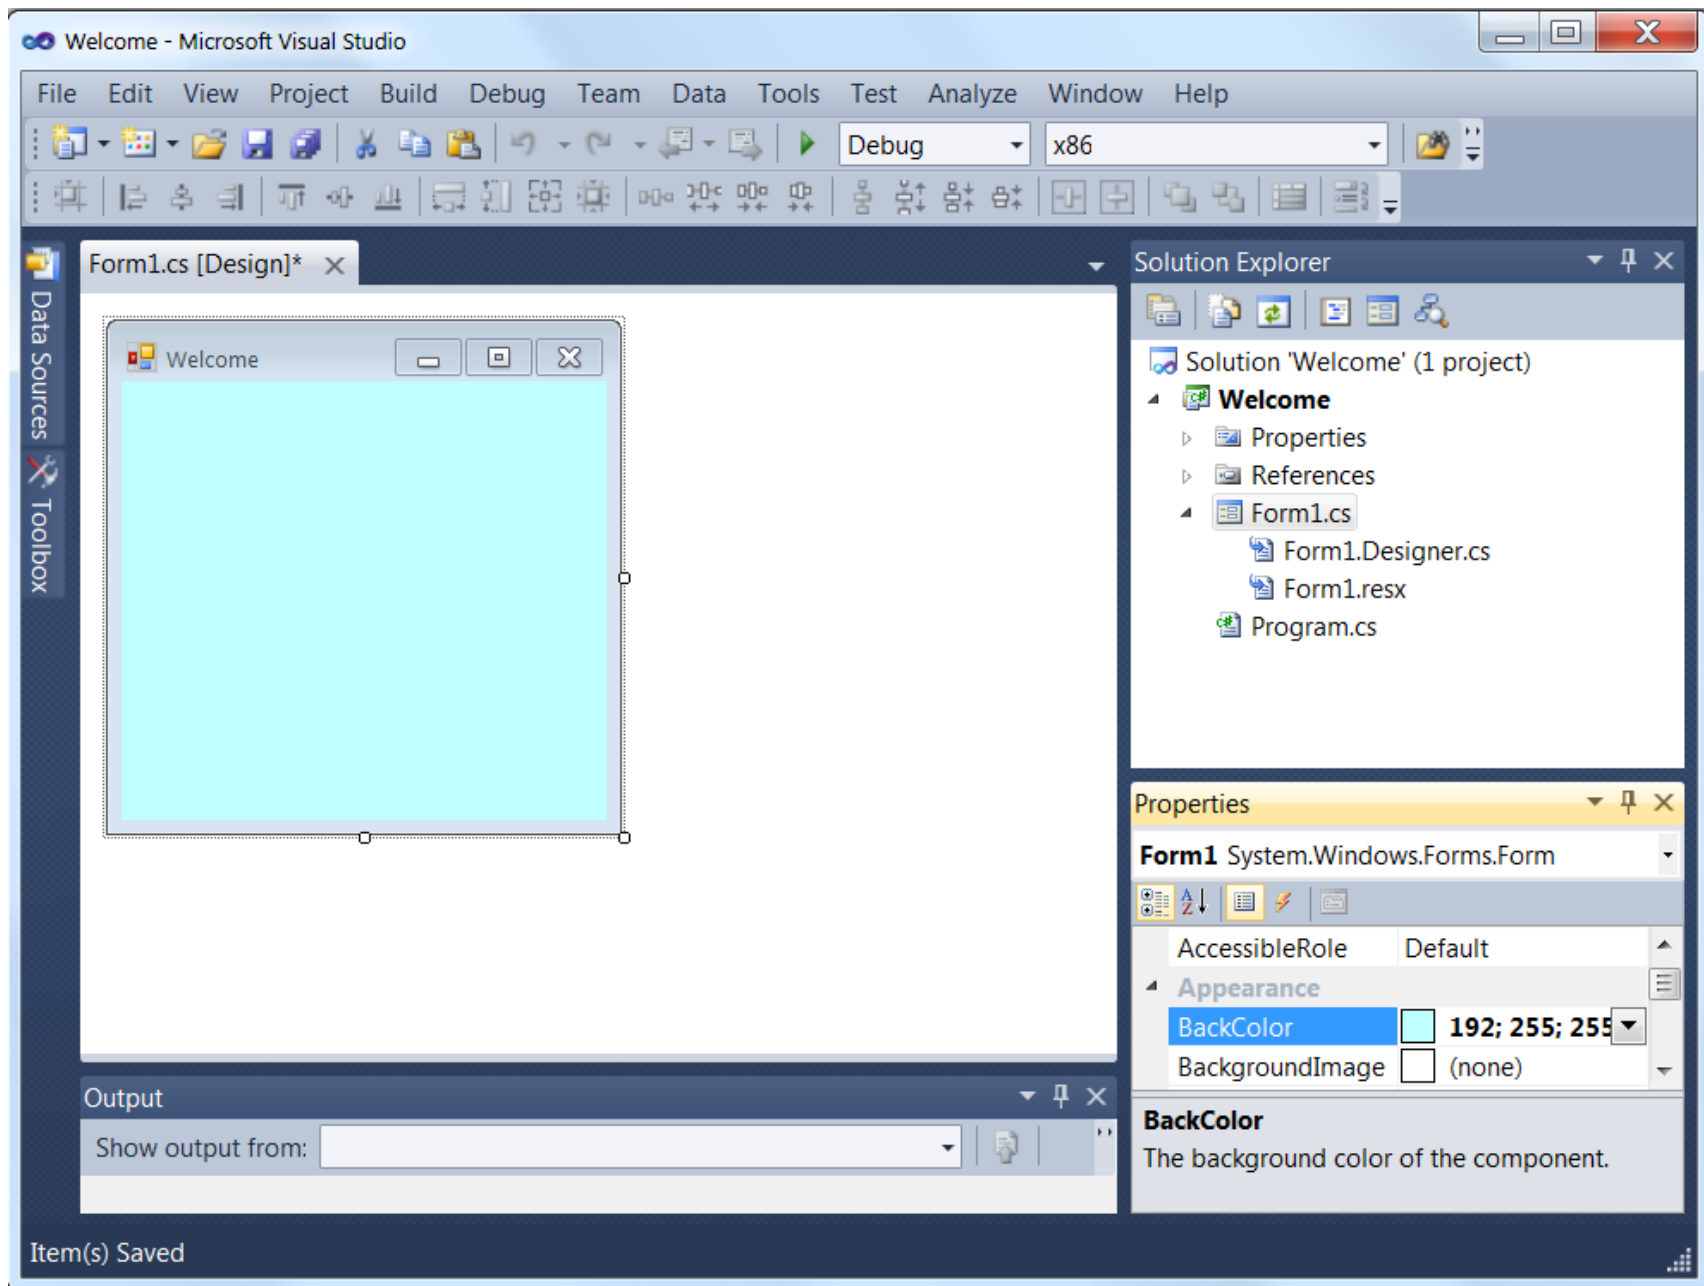 Welcome - Microsoft Visual Studio
File Edit View Project Build Debug Team Data Tools Test Analyze Window Help
Debug x86
Data Sources
Toolbox
Form1.cs [Design]*
Welcome
Solution Explorer
Solution 'Welcome' (1 project)
Welcome
Properties
References
Form1.cs
Form1.Designer.cs
Form1.resx
Program.cs
Properties
Form1 System.Windows.Forms.Form
AccessibleRole Default
Appearance
BackColor 192; 255; 255
BackgroundImage (none)
BackColor
The background color of the component.
Output
Show output from:
Item(s) Saved